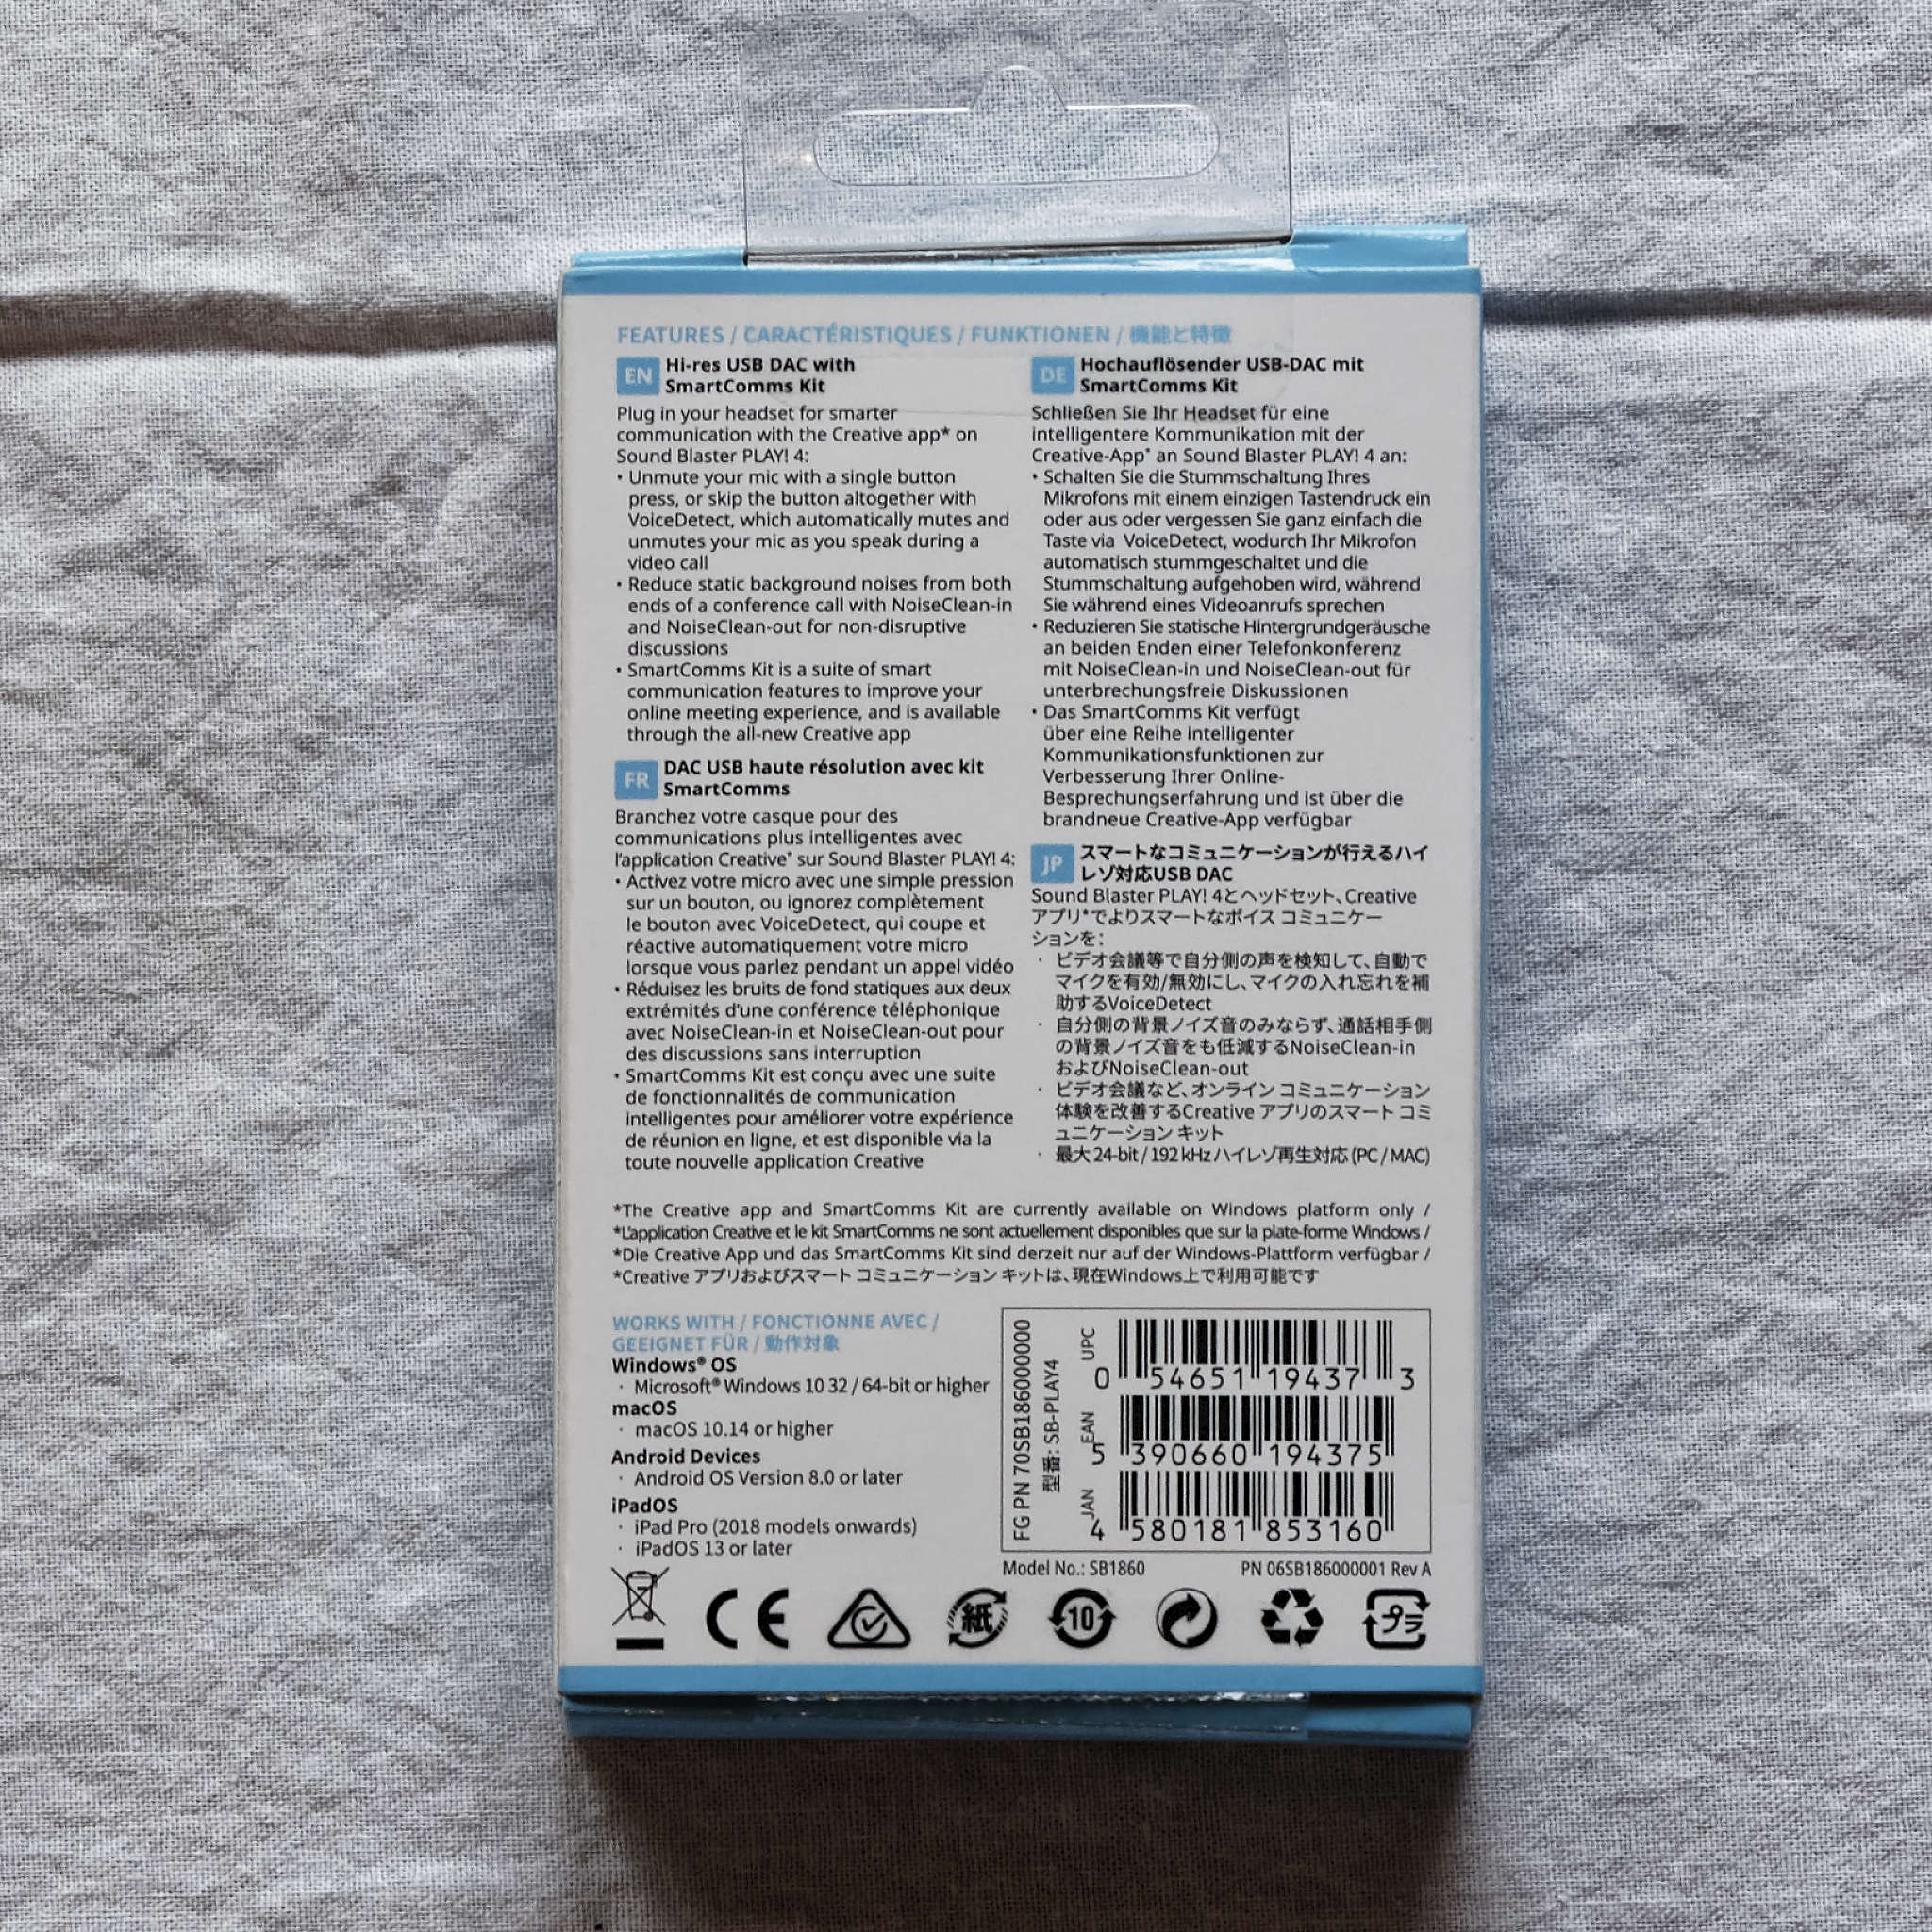 FEATURES / CARACTÉRISTIQUES / FUNKTIONEN / 機能と特徴
EN
Hi-res USB DAC with
SmartComms Kit
Plug in your headset for smarter
communication with the Creative app* on
Sound Blaster PLAY! 4:
• Unmute your mic with a single button
press, or skip the button altogether with
VoiceDetect, which automatically mutes and
unmutes your mic as you speak during a
video call
• Reduce static background noises from both
ends of a conference call with NoiseClean-in
and NoiseClean-out for non-disruptive
discussions
• SmartComms Kit is a suite of smart
communication features to improve your
online meeting experience, and is available
through the all-new Creative app
FR
DAC USB haute résolution avec kit
SmartComms
Branchez votre casque pour des
communications plus intelligentes avec
l'application Creative* sur Sound Blaster PLAY! 4:
• Activez votre micro avec une simple pression
sur un bouton, ou ignorez complètement
le bouton avec VoiceDetect, qui coupe et
réactive automatiquement votre micro
lorsque vous parlez pendant un appel vidéo
• Réduisez les bruits de fond statiques aux deux
extrémités d'une conférence téléphonique
avec NoiseClean-in et NoiseClean-out pour
des discussions sans interruption
• SmartComms Kit est conçu avec une suite
de fonctionnalités de communication
intelligentes pour améliorer votre expérience
de réunion en ligne, et est disponible via la
toute nouvelle application Creative
DE
Hochauflösender USB-DAC mit
SmartComms Kit
Schließen Sie Ihr Headset für eine
intelligentere Kommunikation mit der
Creative-App* an Sound Blaster PLAY! 4 an:
• Schalten Sie die Stummschaltung Ihres
Mikrofons mit einem einzigen Tastendruck ein
oder aus oder vergessen Sie ganz einfach die
Taste via VoiceDetect, wodurch Ihr Mikrofon
automatisch stummgeschaltet und die
Stummschaltung aufgehoben wird, während
Sie während eines Videoanrufs sprechen
• Reduzieren Sie statische Hintergrundgeräusche
an beiden Enden einer Telefonkonferenz
mit NoiseClean-in und NoiseClean-out für
unterbrechungsfreie Diskussionen
• Das SmartComms Kit verfügt
über eine Reihe intelligenter
Kommunikationsfunktionen zur
Verbesserung Ihrer Online-
Besprechungserfahrung und ist über die
brandneue Creative-App verfügbar
JP
スマートなコミュニケーションが行えるハイ
レゾ対応USB DAC
Sound Blaster PLAY! 4とヘッドセット、Creative
アプリ*でよりスマートなボイス コミュニケー
ションを:
· ビデオ会議等で自分側の声を検知して、自動で
マイクを有効/無効にし、マイクの入れ忘れを補
助するVoiceDetect
· 自分側の背景ノイズ音のみならず、通話相手側
の背景ノイズ音をも低減するNoiseClean-in
およびNoiseClean-out
· ビデオ会議など、オンライン コミュニケーション
体験を改善するCreative アプリのスマート コミ
ュニケーション キット
· 最大 24-bit / 192 kHz ハイレゾ再生対応 (PC / MAC)
*The Creative app and SmartComms Kit are currently available on Windows platform only /
*L'application Creative et le kit SmartComms ne sont actuellement disponibles que sur la plate-forme Windows /
*Die Creative App und das SmartComms Kit sind derzeit nur auf der Windows-Plattform verfügbar /
*Creative アプリおよびスマート コミュニケーション キットは、現在Windows上で利用可能です
WORKS WITH / FONCTIONNE AVEC /
GEEIGNET FÜR / 動作対象
Windows® OS
· Microsoft® Windows 10 32 / 64-bit or higher
macOS
· macOS 10.14 or higher
Android Devices
· Android OS Version 8.0 or later
iPadOS
· iPad Pro (2018 models onwards)
· iPadOS 13 or later
FG PN 70SB186000000
型番: SB-PLAY4
UPC
0 54651 19437 3
EAN
5 390660 194375
JAN
4 580181 853160
Model No.: SB1860
PN 06SB186000001 Rev A
CE
紙
10
プラ